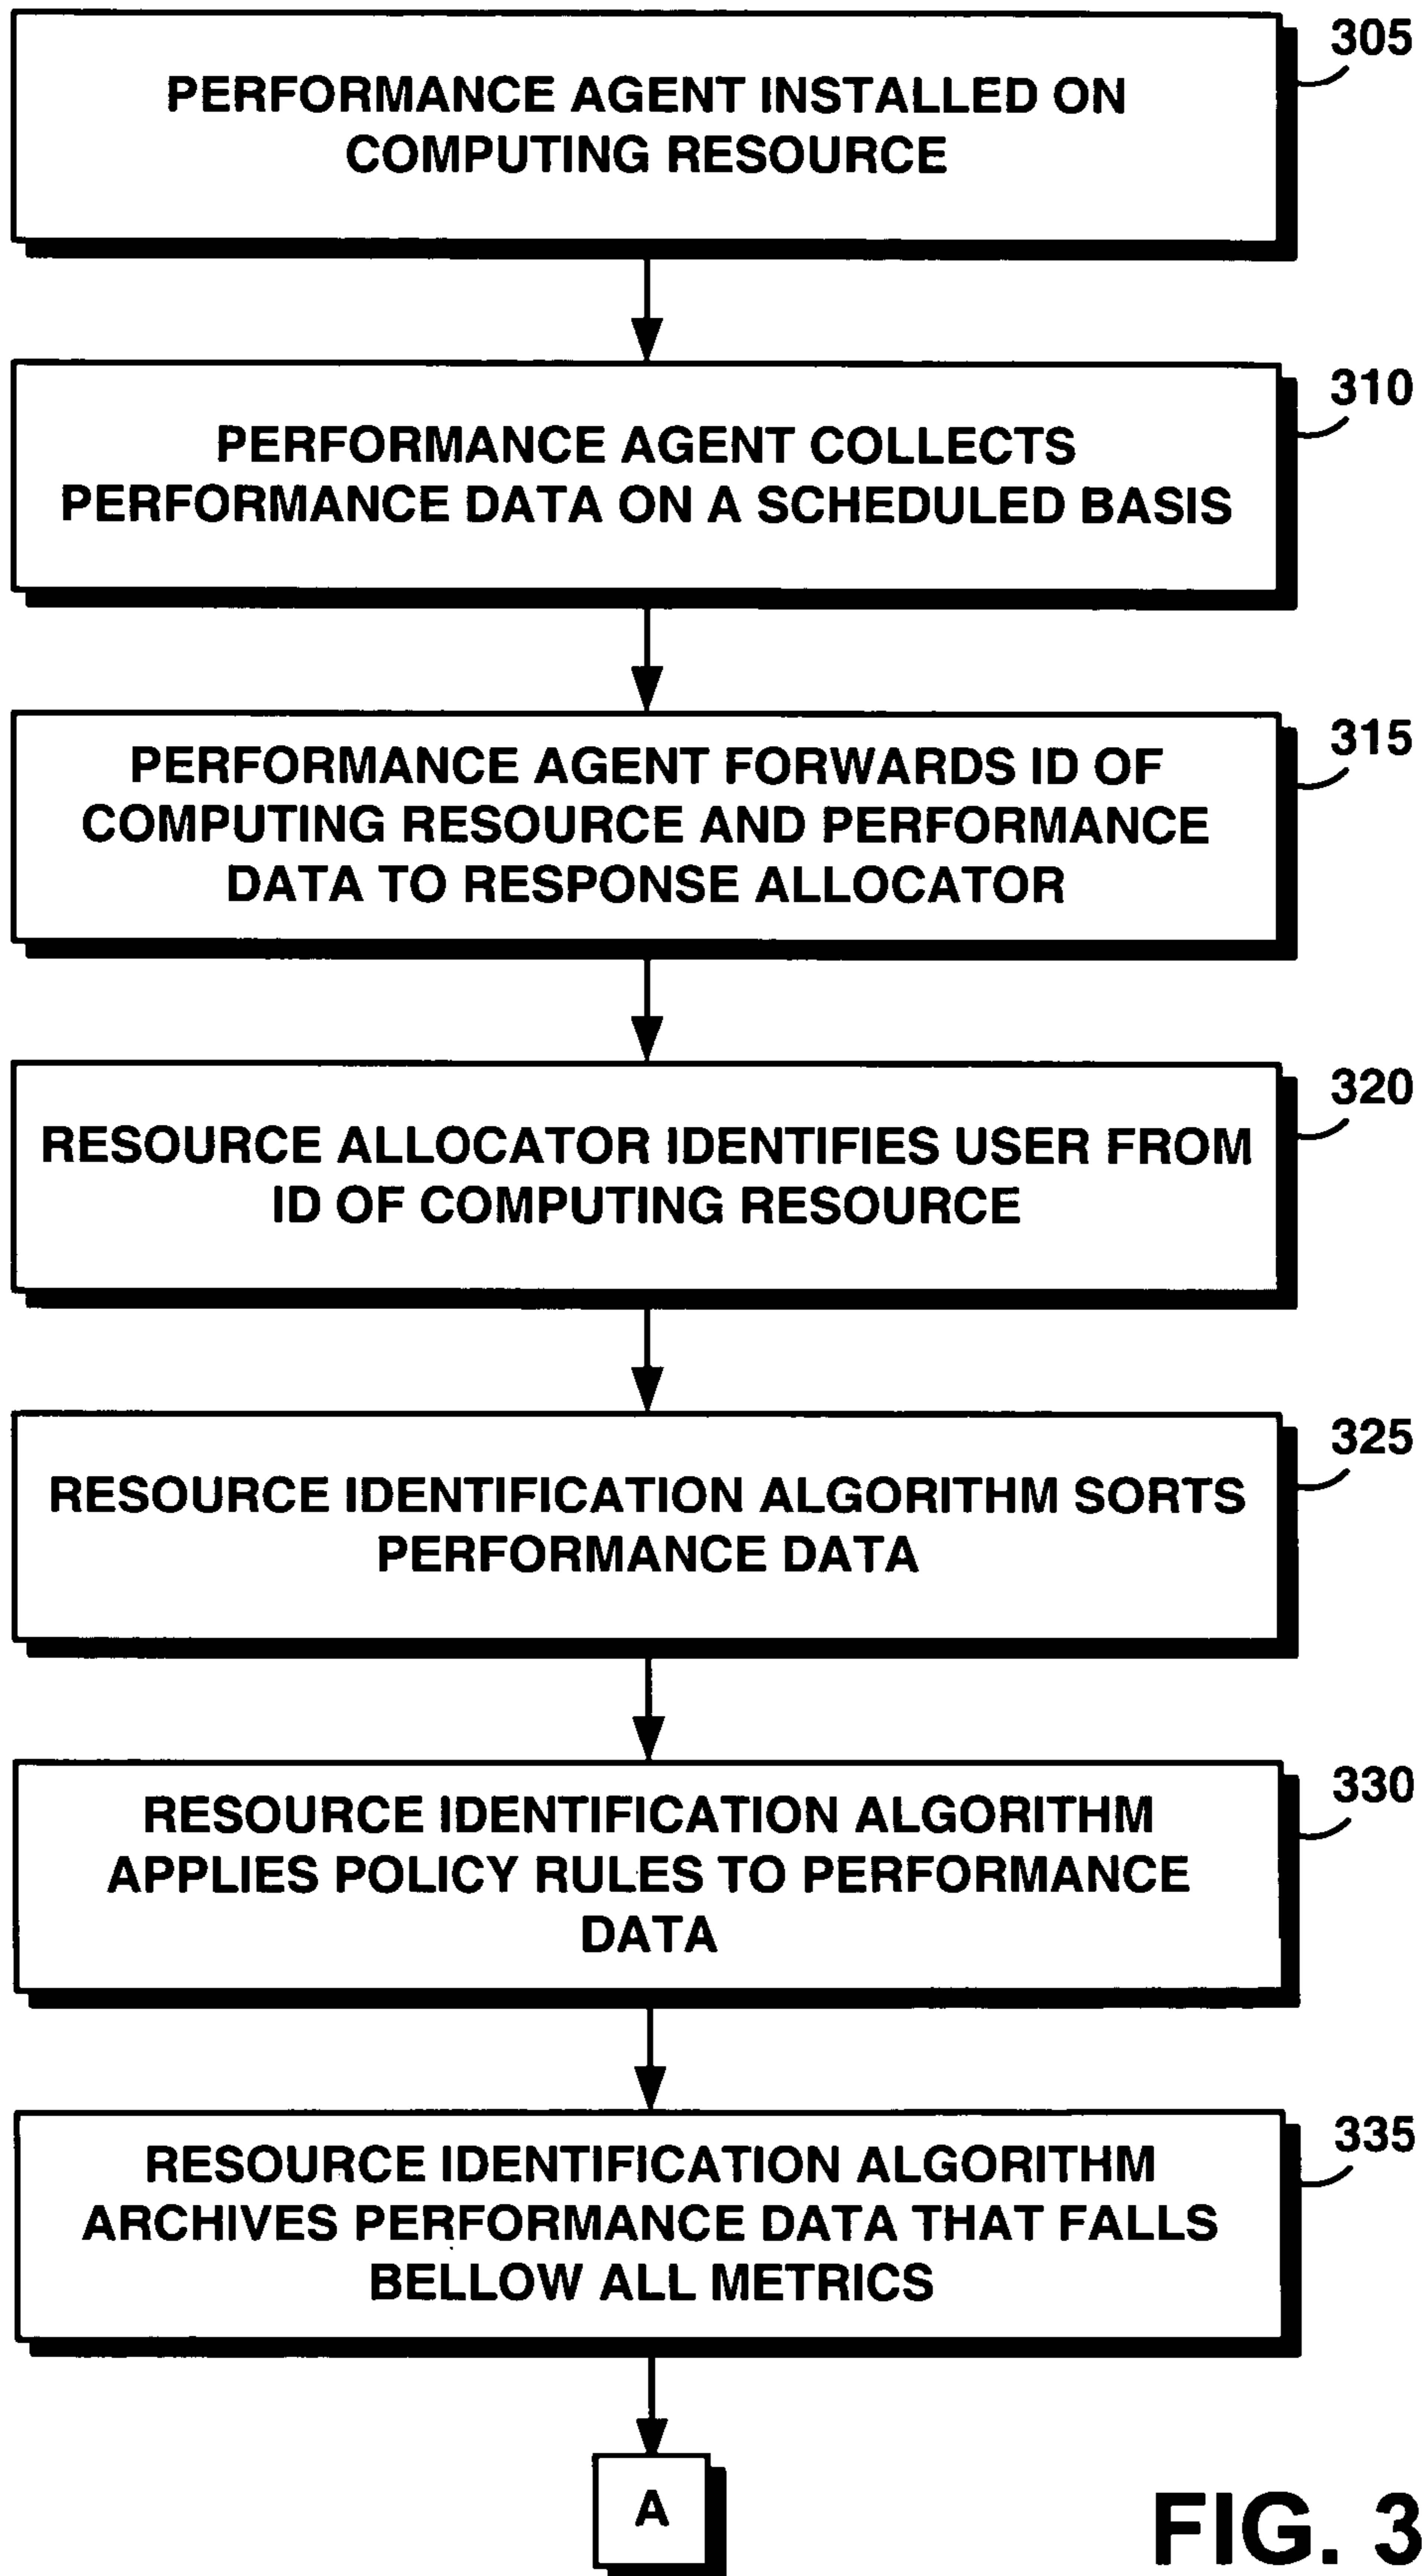 305
PERFORMANCE AGENT INSTALLED ON
COMPUTING RESOURCE
310
PERFORMANCE AGENT COLLECTS
PERFORMANCE DATA ON A SCHEDULED BASIS
315
PERFORMANCE AGENT FORWARDS ID OF
COMPUTING RESOURCE AND PERFORMANCE
DATA TO RESPONSE ALLOCATOR
320
RESOURCE ALLOCATOR IDENTIFIES USER FROM
ID OF COMPUTING RESOURCE
325
RESOURCE IDENTIFICATION ALGORITHM SORTS
PERFORMANCE DATA
330
RESOURCE IDENTIFICATION ALGORITHM
APPLIES POLICY RULES TO PERFORMANCE
DATA
335
RESOURCE IDENTIFICATION ALGORITHM
ARCHIVES PERFORMANCE DATA THAT FALLS
BELLOW ALL METRICS
A
FIG. 3